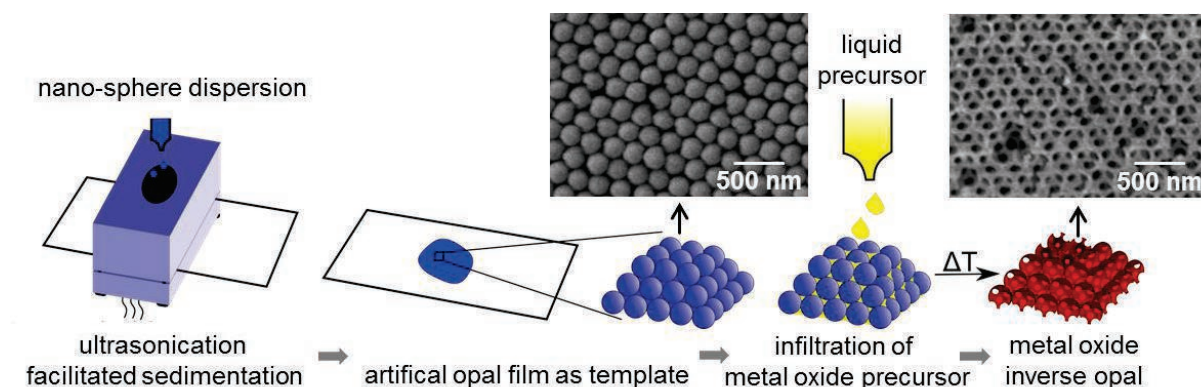 nano-sphere dispersion
500 nm
liquid
precursor
500 nm
ΔT
ultrasonication
facilitated sedimentation
artifical opal film as template
infiltration of
metal oxide precursor
metal oxide
inverse opal